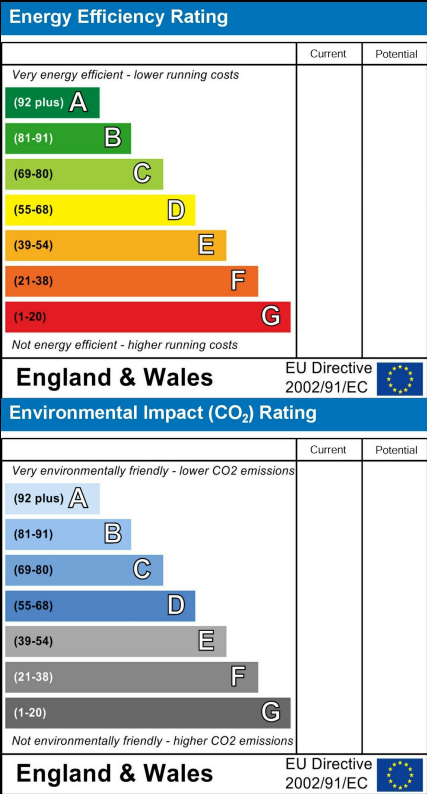 Energy Efficiency Rating
Current Potential
Very energy efficient - lower running costs
(92 plus) A
(81-91) B
(69-80) C
(55-68) D
(39-54) E
(21-38) F
(1-20) G
Not energy efficient - higher running costs
England & Wales
EU Directive
2002/91/EC
Environmental Impact (CO₂) Rating
Current Potential
Very environmentally friendly - lower CO2 emissions
(92 plus) A
(81-91) B
(69-80) C
(55-68) D
(39-54) E
(21-38) F
(1-20) G
Not environmentally friendly - higher CO2 emissions
England & Wales
EU Directive
2002/91/EC